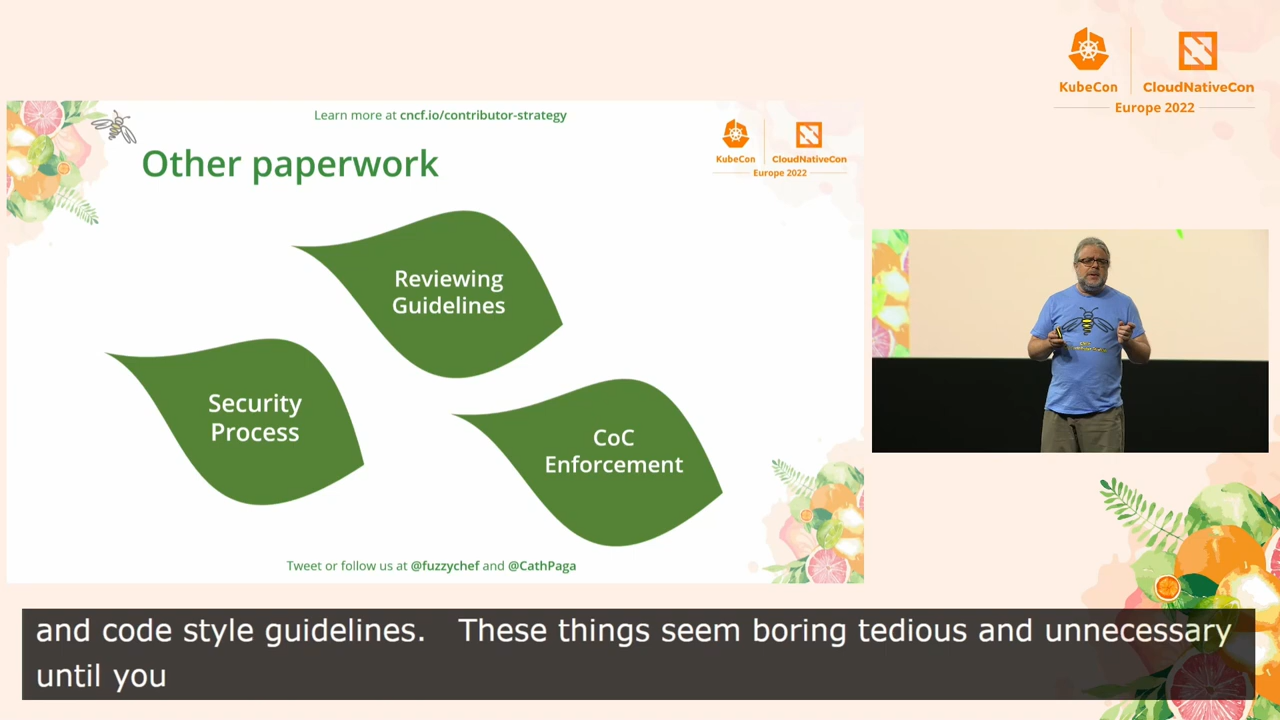 KubeCon
CloudNativeCon
Europe 2022
Learn more at cncf.io/contributor-strategy
KubeCon
CloudNativeCon
Europe 2022
Other paperwork
Reviewing
Guidelines
Security
Process
CoC
Enforcement
Tweet or follow us at @fuzzychef and @CathPaga
and code style guidelines. These things seem boring tedious and unnecessary
until you